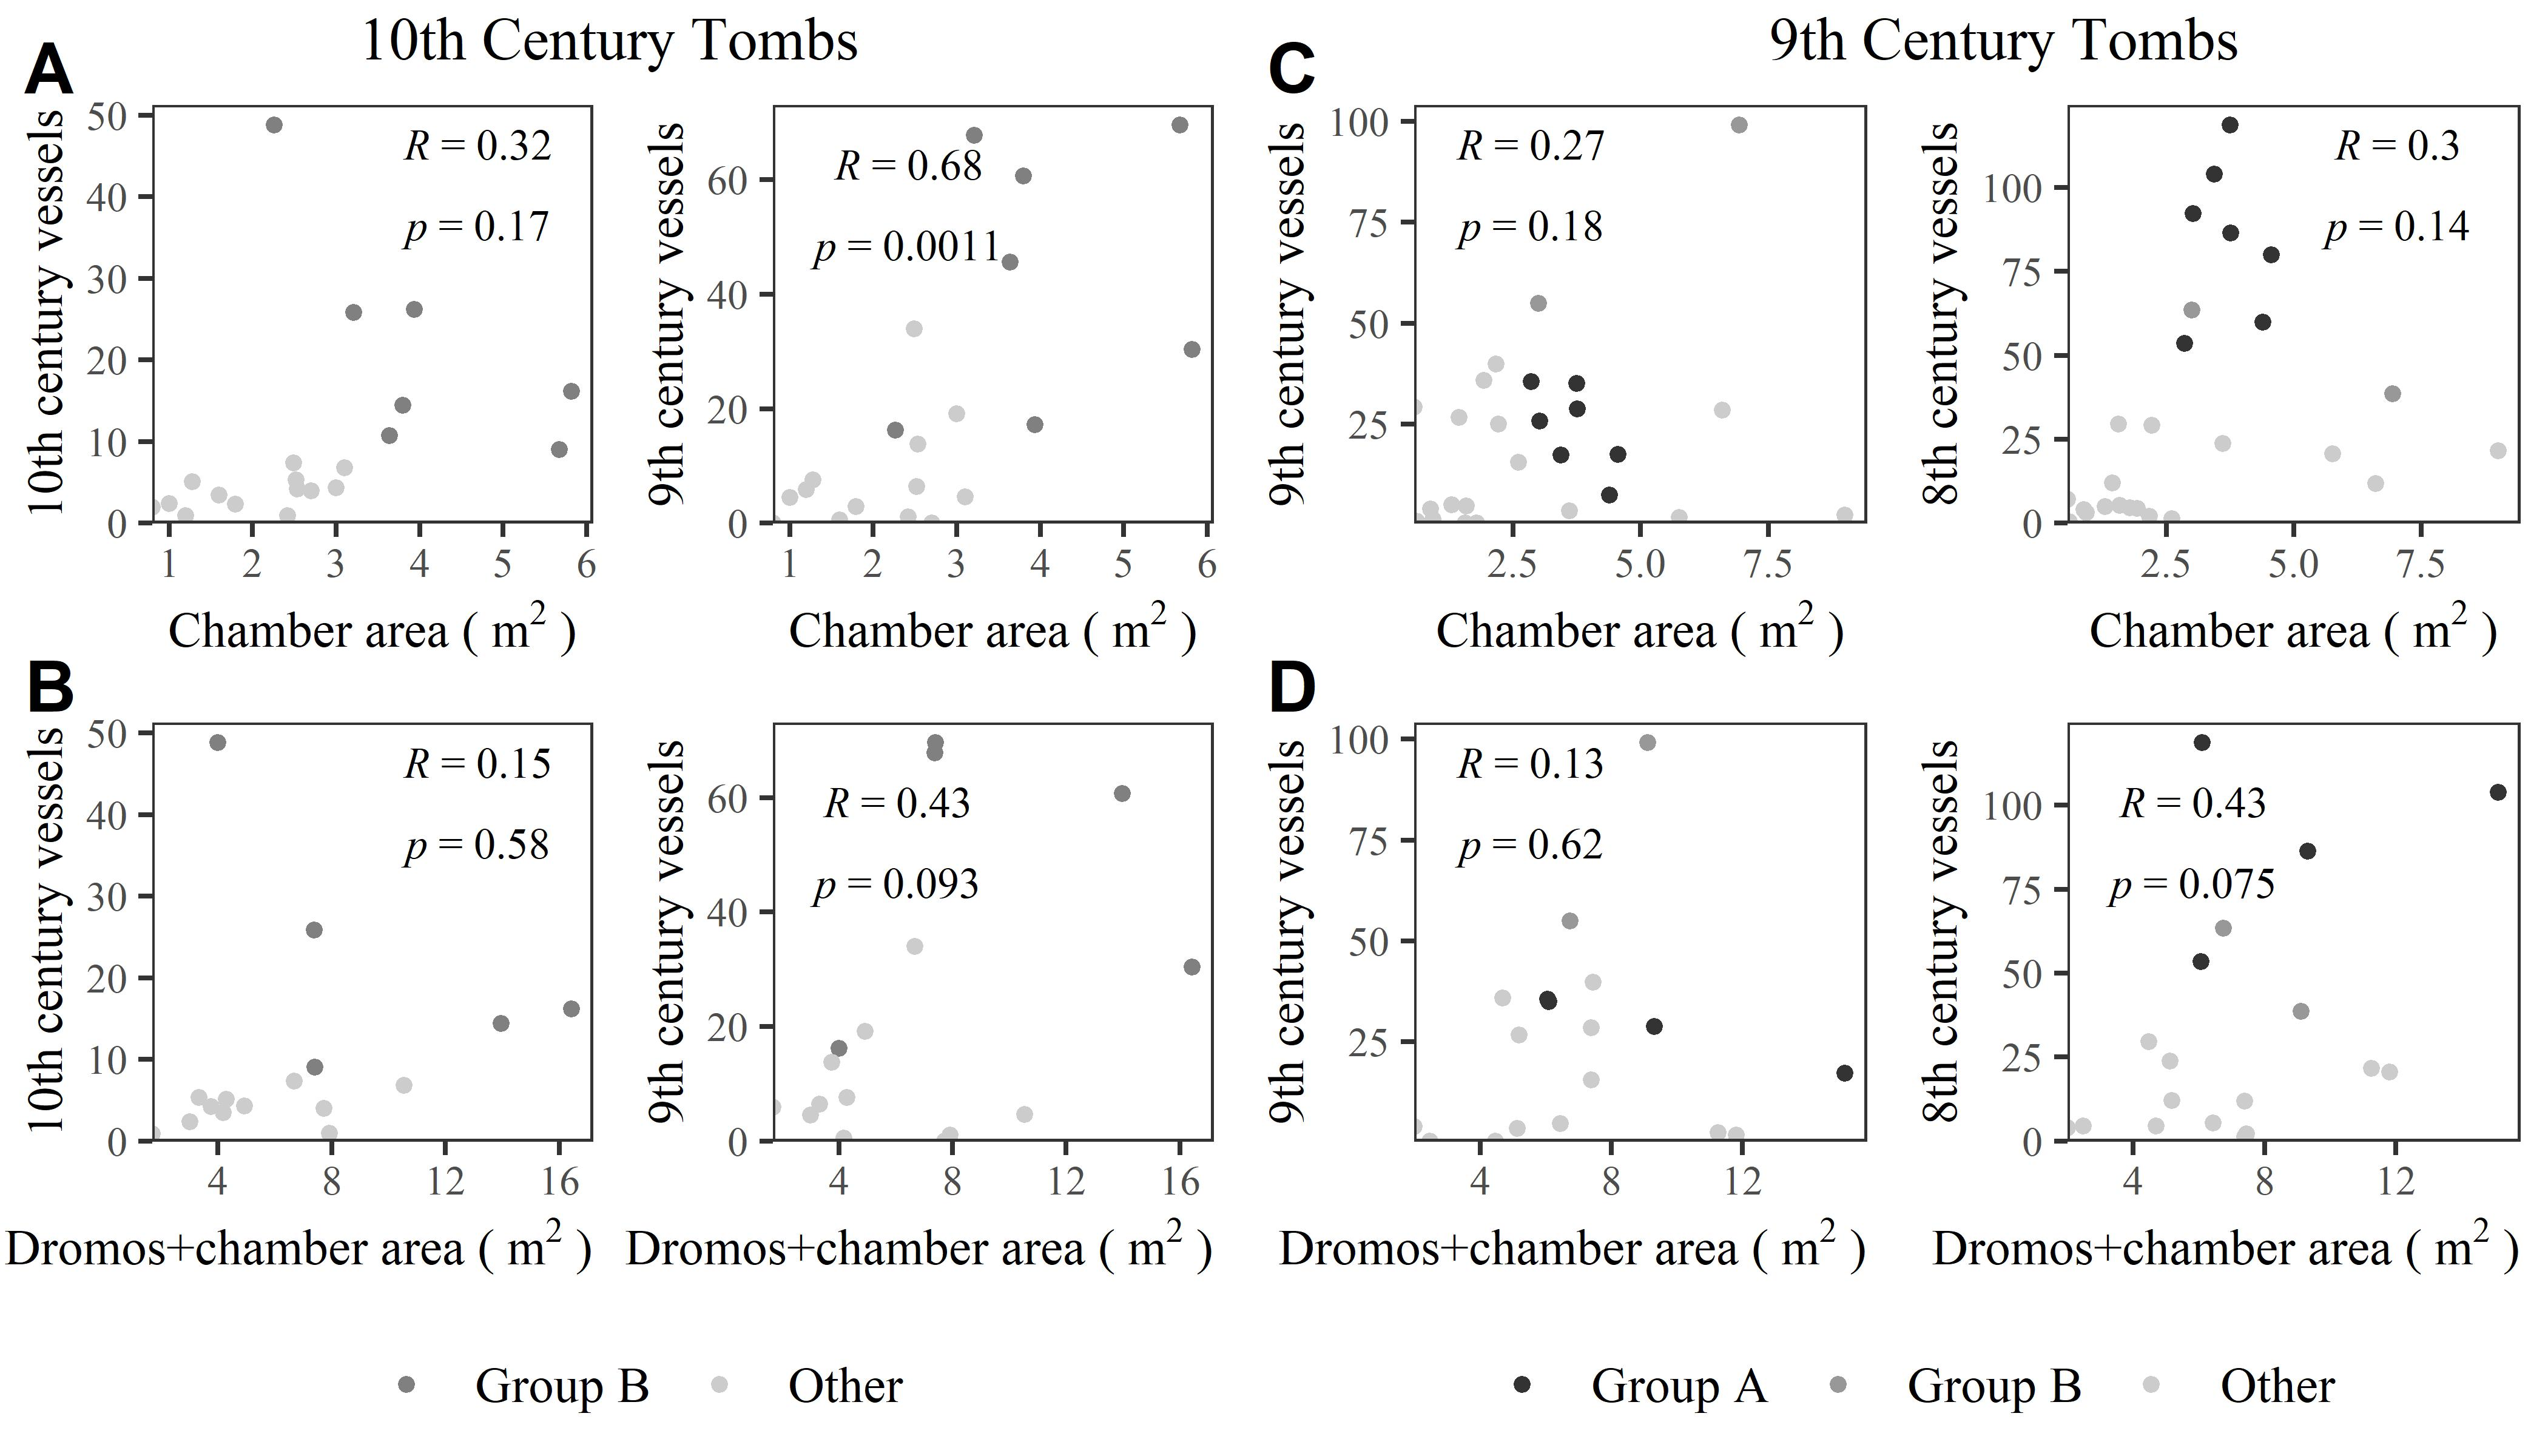 10th Century Tombs
9th Century Tombs
A
10th century vessels
50
40
30
20
10
0
R = 0.32
p = 0.17
1 2 3 4 5 6
Chamber area ( m2 )
9th century vessels
60
40
20
0
R = 0.68
p = 0.0011
1 2 3 4 5 6
Chamber area ( m2 )
C
9th century vessels
100
75
50
25
R = 0.27
p = 0.18
2.5 5.0 7.5
Chamber area ( m2 )
8th century vessels
100
75
50
25
0
R = 0.3
p = 0.14
2.5 5.0 7.5
Chamber area ( m2 )
B
10th century vessels
50
40
30
20
10
0
R = 0.15
p = 0.58
4 8 12 16
Dromos+chamber area ( m2 )
9th century vessels
60
40
20
0
R = 0.43
p = 0.093
4 8 12 16
Dromos+chamber area ( m2 )
D
9th century vessels
100
75
50
25
R = 0.13
p = 0.62
4 8 12
Dromos+chamber area ( m2 )
8th century vessels
100
75
50
25
0
R = 0.43
p = 0.075
4 8 12
Dromos+chamber area ( m2 )
Group B Other
Group A Group B Other